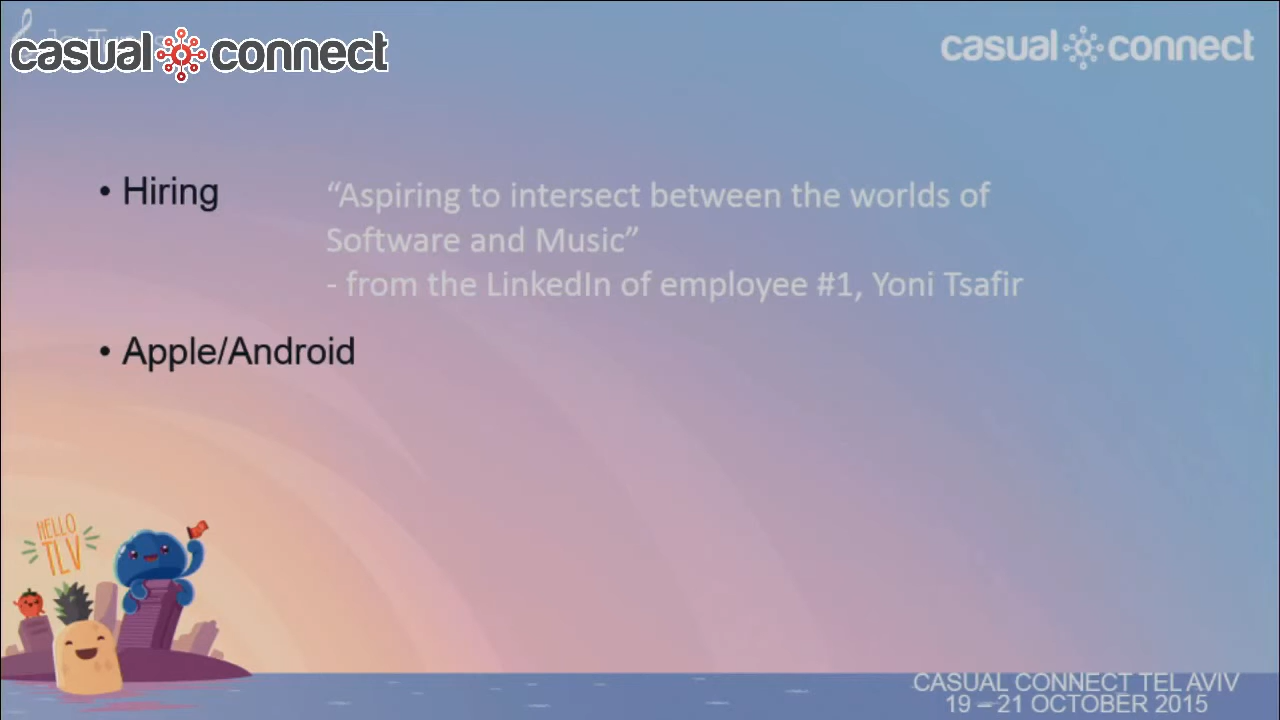 casual connect
casual connect
• Hiring
“Aspiring to intersect between the worlds of
Software and Music”
- from the LinkedIn of employee #1, Yoni Tsafir
• Apple/Android
HELLO
TLV
CASUAL CONNECT TEL AVIV
19 – 21 OCTOBER 2015